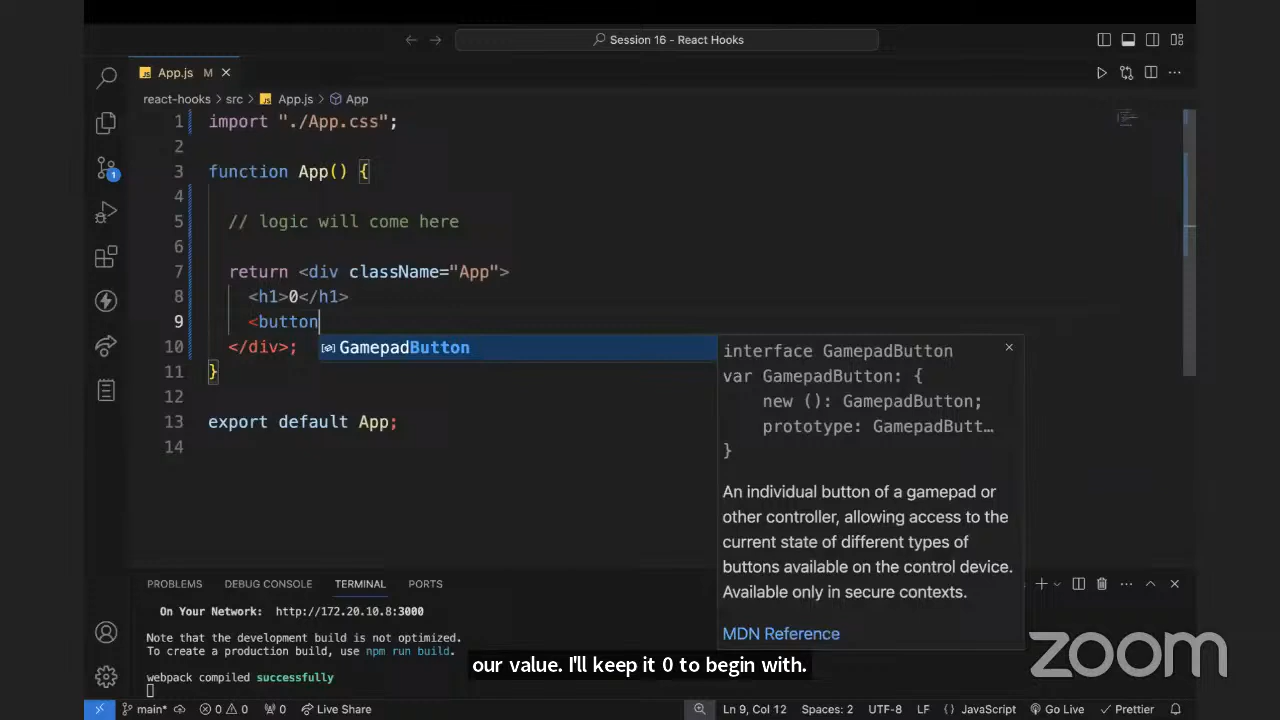 Session 16 - React Hooks
App.js M
react-hooks > src > App.js > App
1 import "./App.css";
2
3 function App() {
4
5 // logic will come here
6
7 return <div className="App">
8 <h1>0</h1>
9 <button
10 </div>;
11 }
12
13 export default App;
14
1
GamepadButton
interface GamepadButton
var GamepadButton: {
new (): GamepadButton;
prototype: GamepadButt…
}
An individual button of a gamepad or
other controller, allowing access to the
current state of different types of
buttons available on the control device.
Available only in secure contexts.
MDN Reference
PROBLEMS DEBUG CONSOLE TERMINAL PORTS
On Your Network: http://172.20.10.8:3000
Note that the development build is not optimized.
To create a production build, use npm run build.
webpack compiled successfully
our value. I'll keep it 0 to begin with.
zoom
main* 0 0 0 Live Share Ln 9, Col 12 Spaces: 2 UTF-8 LF {} JavaScript Go Live Prettier